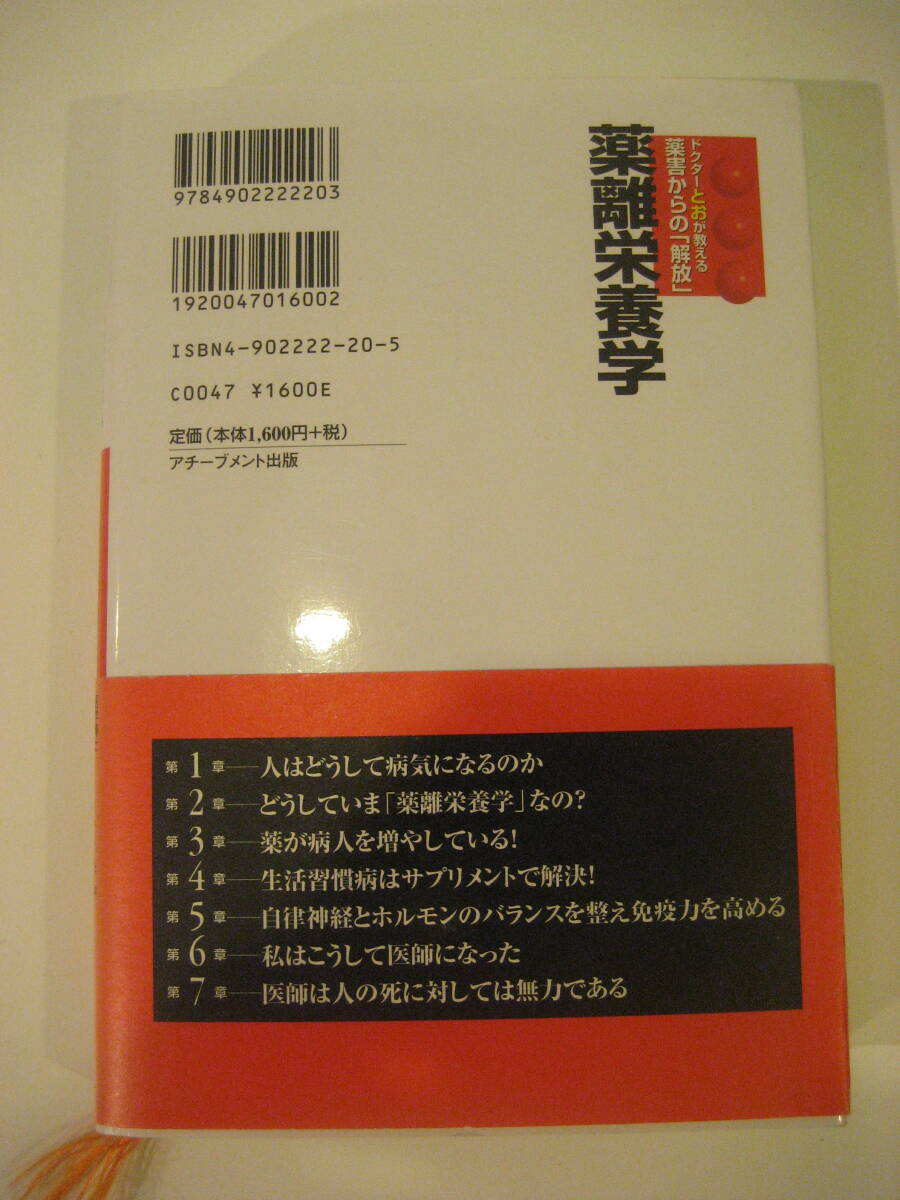 ドクターとおが教える
薬害からの「解放」
薬離栄養学
9784902222203
1920047016002
ISBN4-902222-20-5
C0047 ¥1600E
定価(本体1,600円+税)
アチーブメント出版
第1章──人はどうして病気になるのか
第2章──どうしていま「薬離栄養学」なの?
第3章──薬が病人を増やしている!
第4章──生活習慣病はサプリメントで解決!
第5章──自律神経とホルモンのバランスを整え免疫力を高める
第6章──私はこうして医師になった
第7章──医師は人の死に対しては無力である